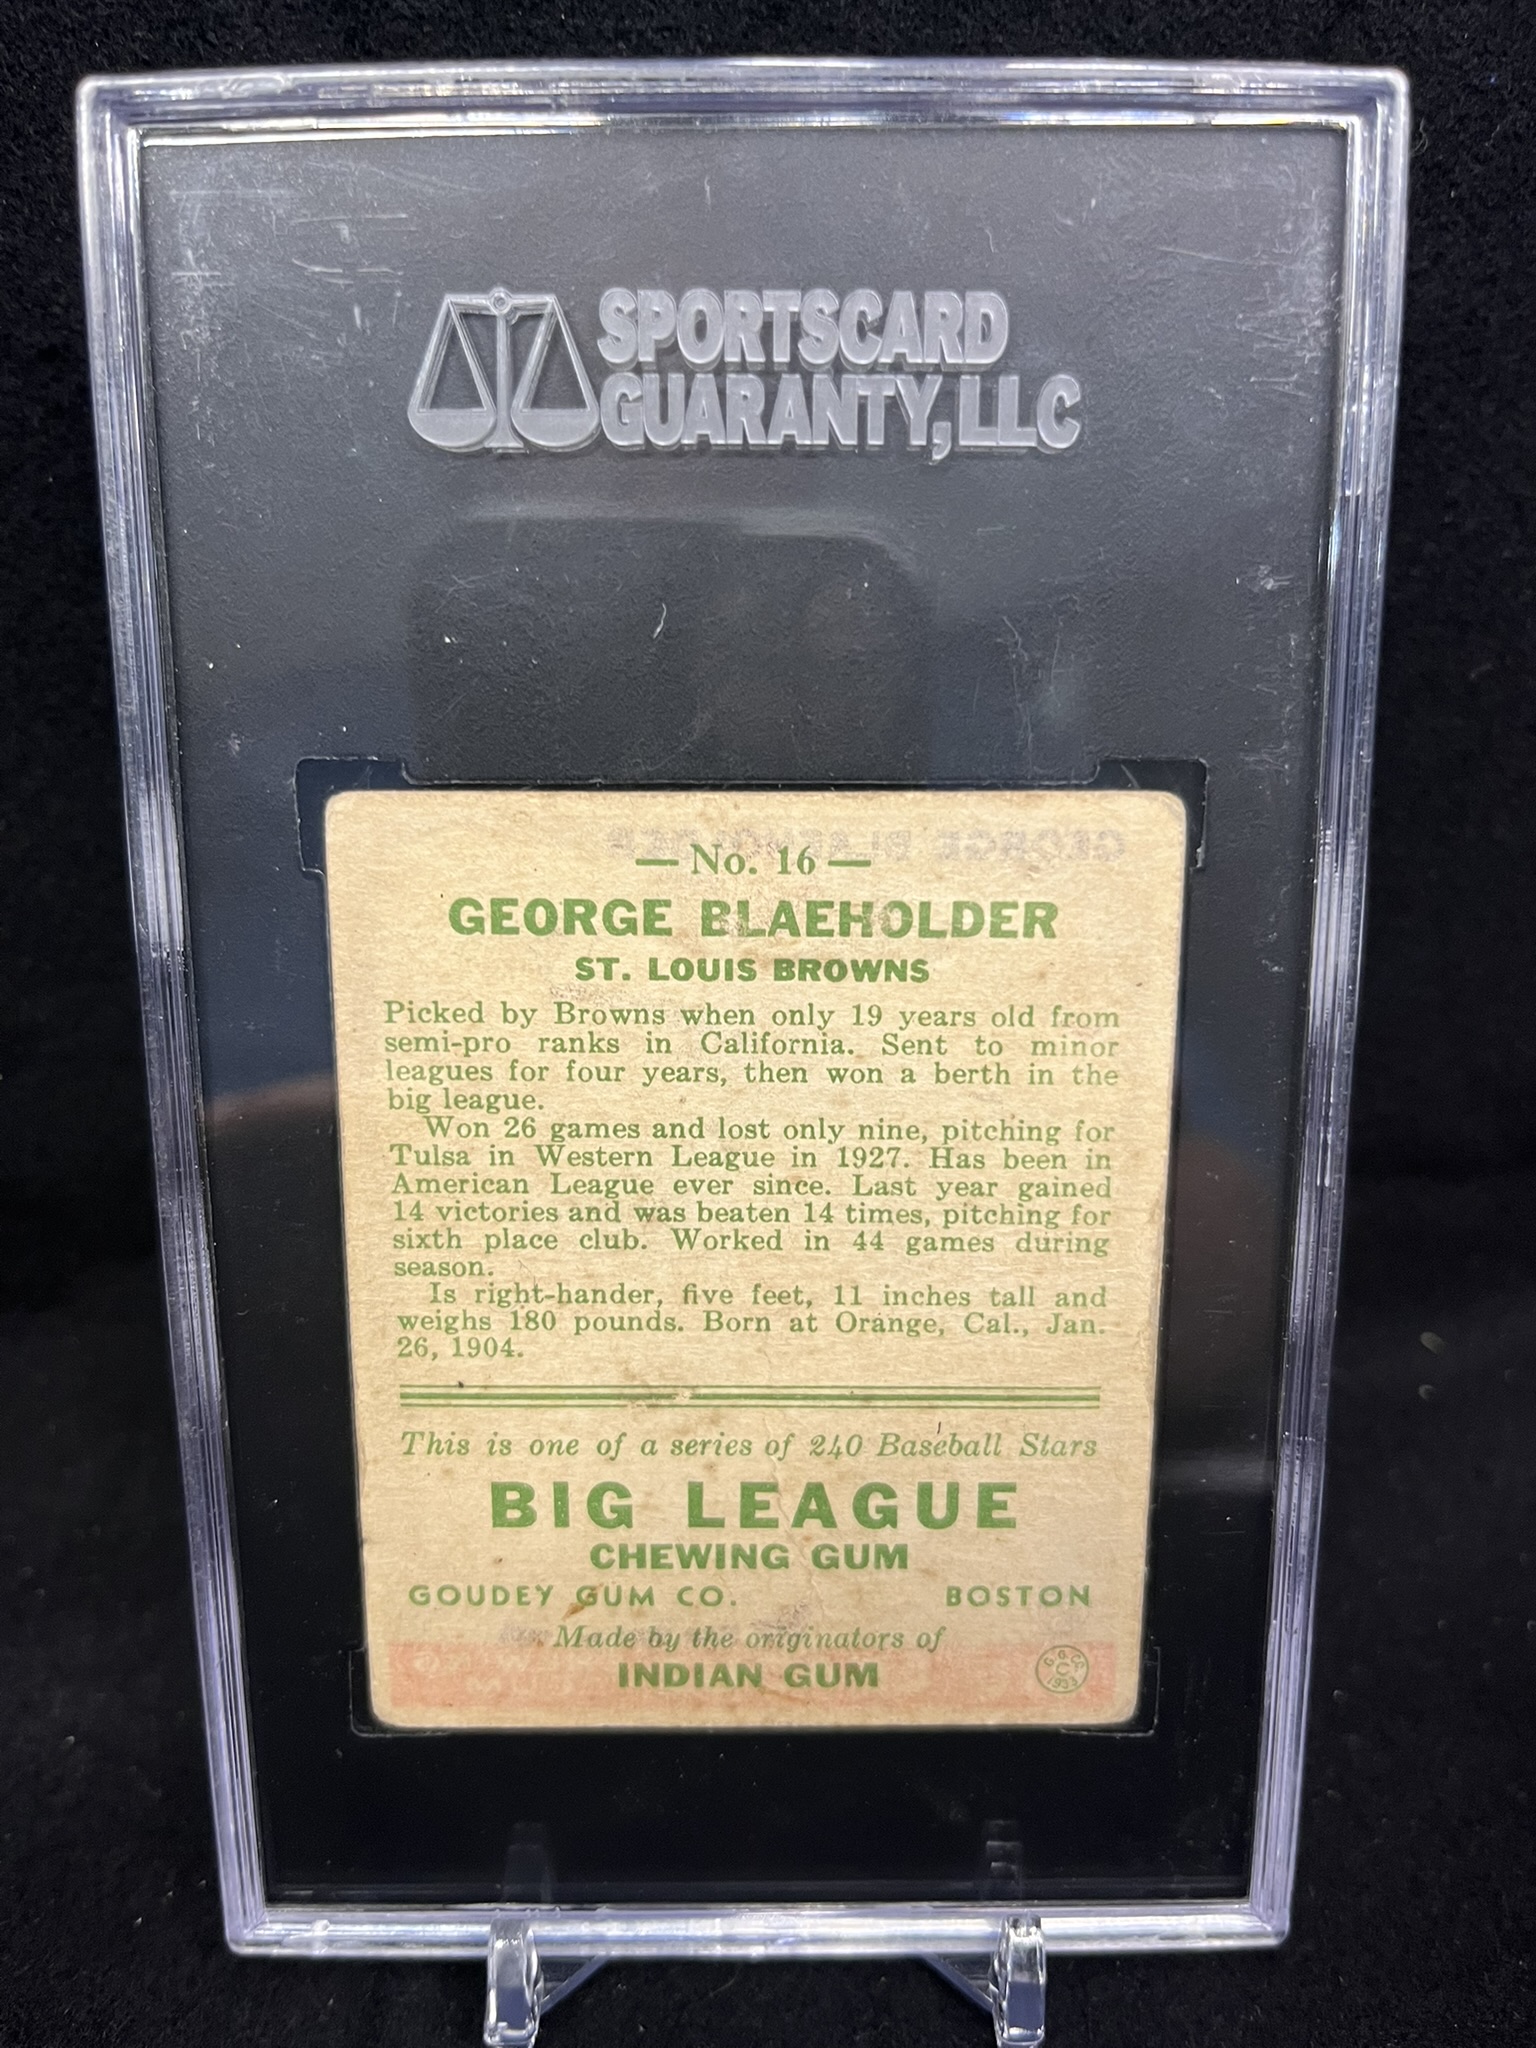 SPORTSCARD
GUARANTY, LLC
GEORGE BLAEHOLDER
— No. 16 —
GEORGE BLAEHOLDER
ST. LOUIS BROWNS
Picked by Browns when only 19 years old from
semi-pro ranks in California. Sent to minor
leagues for four years, then won a berth in the
big league.
Won 26 games and lost only nine, pitching for
Tulsa in Western League in 1927. Has been in
American League ever since. Last year gained
14 victories and was beaten 14 times, pitching for
sixth place club. Worked in 44 games during
season.
Is right-hander, five feet, 11 inches tall and
weighs 180 pounds. Born at Orange, Cal., Jan.
26, 1904.
This is one of a series of 240 Baseball Stars
BIG LEAGUE
CHEWING GUM
GOUDEY GUM CO. BOSTON
Made by the originators of
INDIAN GUM
G.G.Co.
C
1933